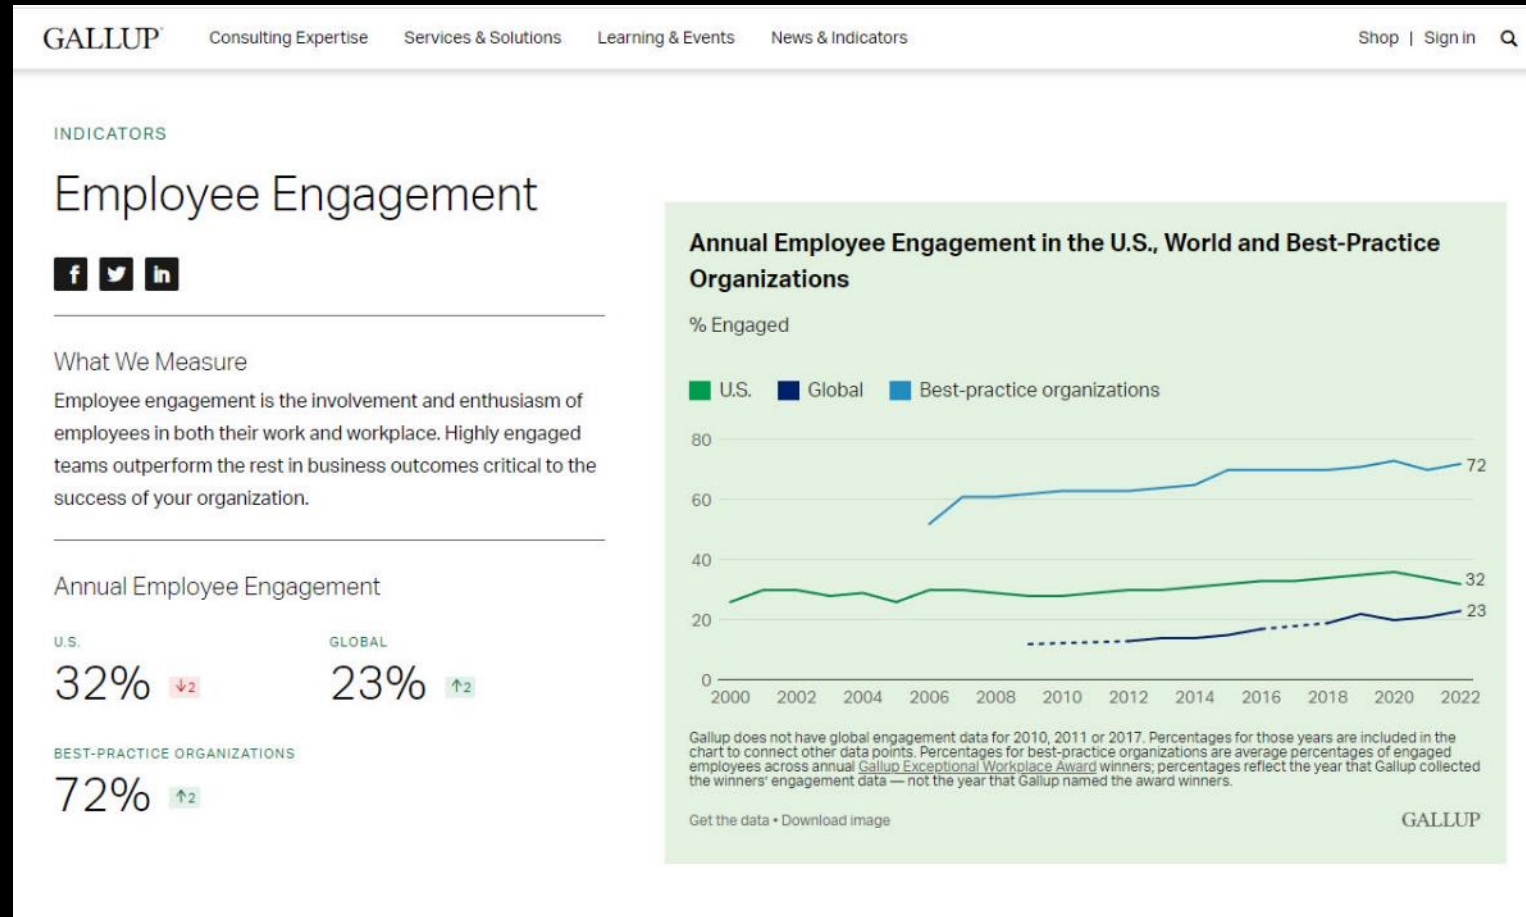 GALLUP
Consulting Expertise
Services & Solutions
Learning & Events
News & Indicators
Shop | Sign in
INDICATORS
Employee Engagement
What We Measure
Employee engagement is the involvement and enthusiasm of
employees in both their work and workplace. Highly engaged
teams outperform the rest in business outcomes critical to the
success of your organization.
Annual Employee Engagement
U.S.
32% ↓2
GLOBAL
23% ↑2
BEST-PRACTICE ORGANIZATIONS
72% ↑2
Annual Employee Engagement in the U.S., World and Best-Practice
Organizations
% Engaged
U.S.
Global
Best-practice organizations
80
60
40
20
0
72
32
23
2000 2002 2004 2006 2008 2010 2012 2014 2016 2018 2020 2022
Gallup does not have global engagement data for 2010, 2011 or 2017. Percentages for those years are included in the
chart to connect other data points. Percentages for best-practice organizations are average percentages of engaged
employees across annual Gallup Exceptional Workplace Award winners; percentages reflect the year that Gallup collected
the winners' engagement data — not the year that Gallup named the award winners.
Get the data • Download image
GALLUP